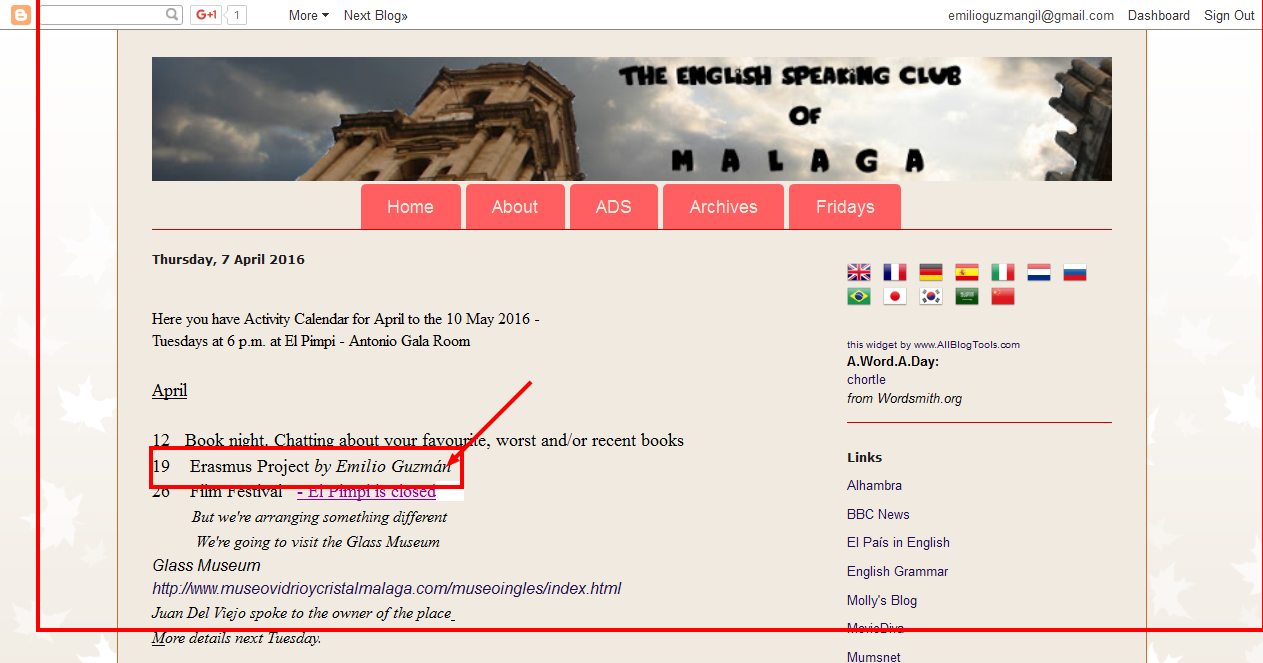 G+1 1 More Next Blog» emilioguzmangil@gmail.com Dashboard Sign Out
THE ENGLiSH SPEAKiNG CLUB
OF
MALAGA
Home About ADS Archives Fridays
Thursday, 7 April 2016
Here you have Activity Calendar for April to the 10 May 2016 -
Tuesdays at 6 p.m. at El Pimpi - Antonio Gala Room
April
12 Book night. Chatting about your favourite, worst and/or recent books
19 Erasmus Project by Emilio Guzmán
26 Film Festival - El Pimpi is closed
But we're arranging something different
We're going to visit the Glass Museum
Glass Museum
http://www.museovidrioycristalmalaga.com/museoingles/index.html
Juan Del Viejo spoke to the owner of the place
More details next Tuesday.
this widget by www.AllBlogTools.com
A.Word.A.Day:
chortle
from Wordsmith.org
Links
Alhambra
BBC News
El País in English
English Grammar
Molly's Blog
MovieDiva
Mumsnet